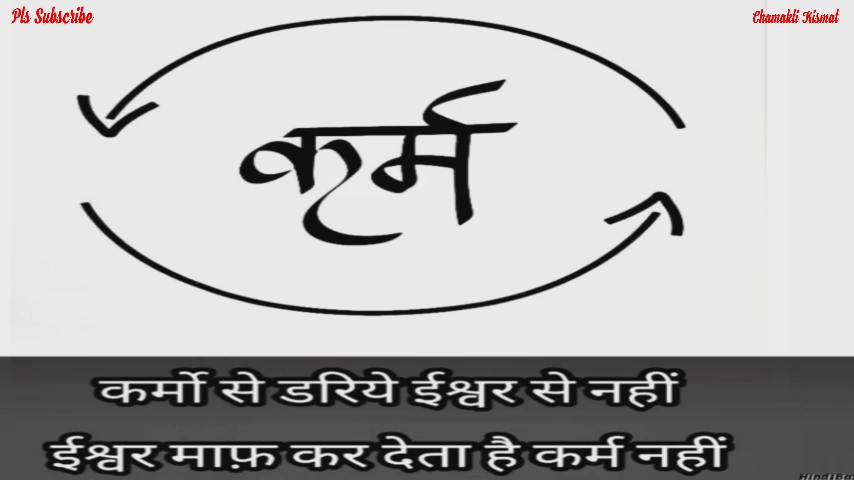 Pls Subscribe
Chamakli Kismat
कर्म
कर्मो से डरिये ईश्वर से नहीं
ईश्वर माफ़ कर देता है कर्म नहीं